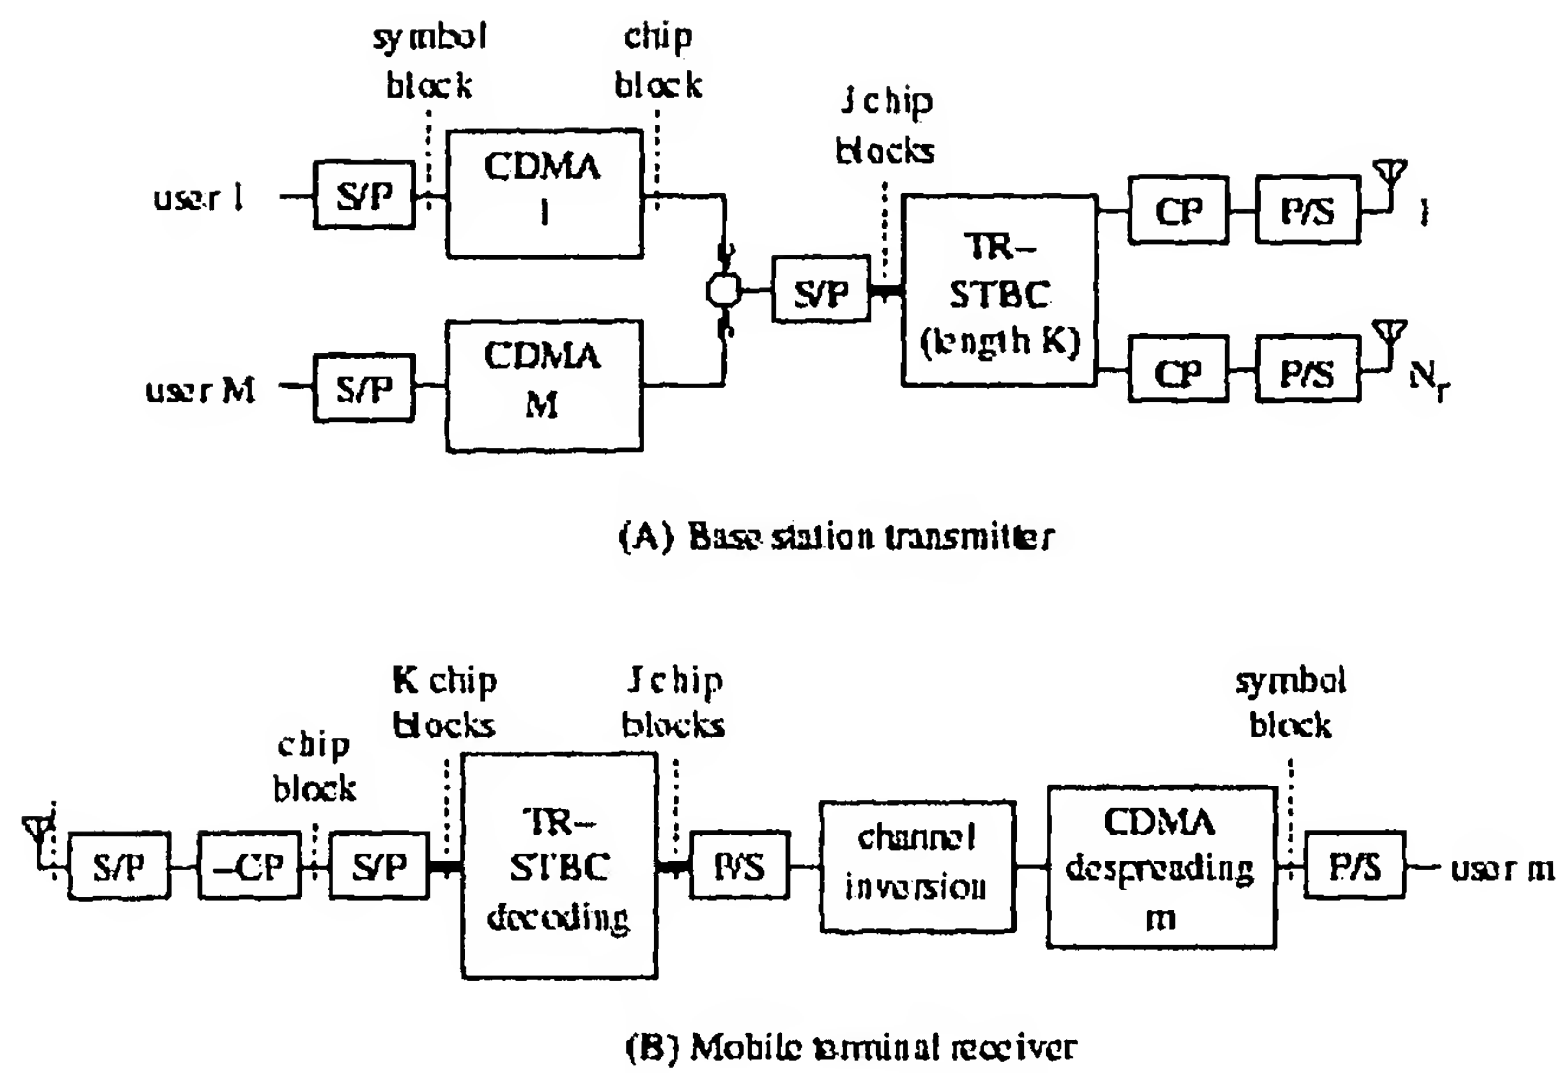 symbol
block
chip
block
J chip
blocks
user 1
S/P
CDMA
1
S/P
TR–
STBC
(length K)
CP
P/S
1
user M
S/P
CDMA
M
CP
P/S
N_T
(A) Base station transmitter
K chip
blocks
J chip
blocks
symbol
block
chip
block
S/P
–CP
S/P
TR–
STBC
decoding
P/S
channel
inversion
CDMA
despreading
m
P/S
user m
(B) Mobile terminal receiver